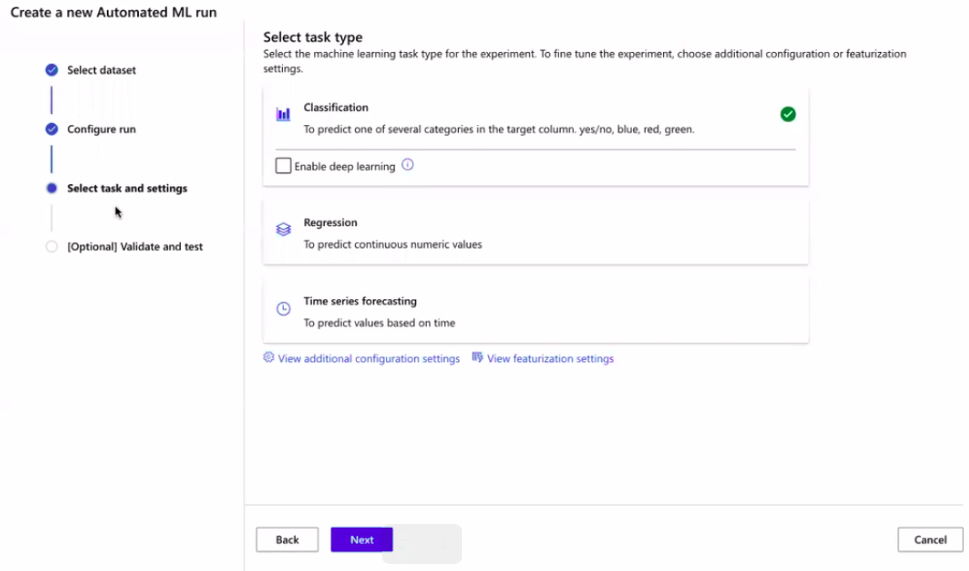 Create a new Automated ML run
Select dataset
Configure run
Select task and settings
[Optional] Validate and test
Select task type
Select the machine learning task type for the experiment. To fine tune the experiment, choose additional configuration or featurization
settings.
Classification
To predict one of several categories in the target column. yes/no, blue, red, green.
Enable deep learning
Regression
To predict continuous numeric values
Time series forecasting
To predict values based on time
View additional configuration settings View featurization settings
Back Next Cancel